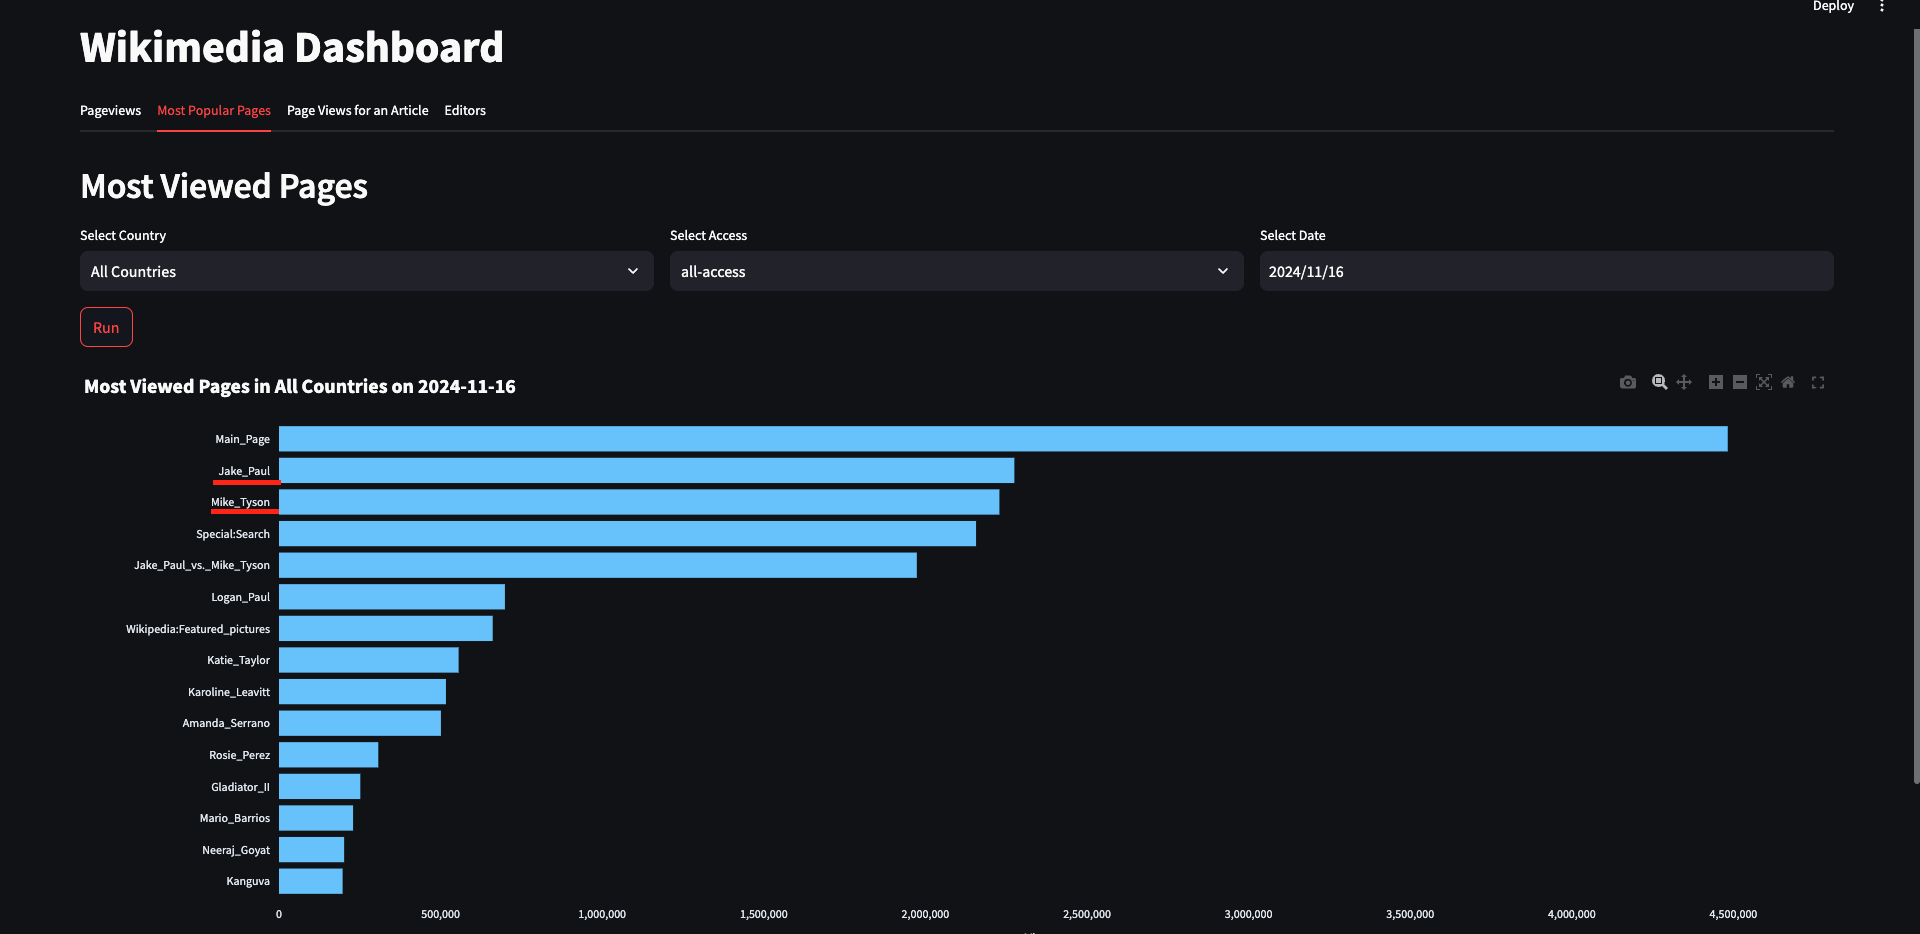 Deploy
Wikimedia Dashboard
Pageviews Most Popular Pages Page Views for an Article Editors
Most Viewed Pages
Select Country Select Access Select Date
All Countries all-access 2024/11/16
Run
Most Viewed Pages in All Countries on 2024-11-16
Main_Page
Jake_Paul
Mike_Tyson
Special:Search
Jake_Paul_vs._Mike_Tyson
Logan_Paul
Wikipedia:Featured_pictures
Katie_Taylor
Karoline_Leavitt
Amanda_Serrano
Rosie_Perez
Gladiator_II
Mario_Barrios
Neeraj_Goyat
Kanguva
0 500,000 1,000,000 1,500,000 2,000,000 2,500,000 3,000,000 3,500,000 4,000,000 4,500,000